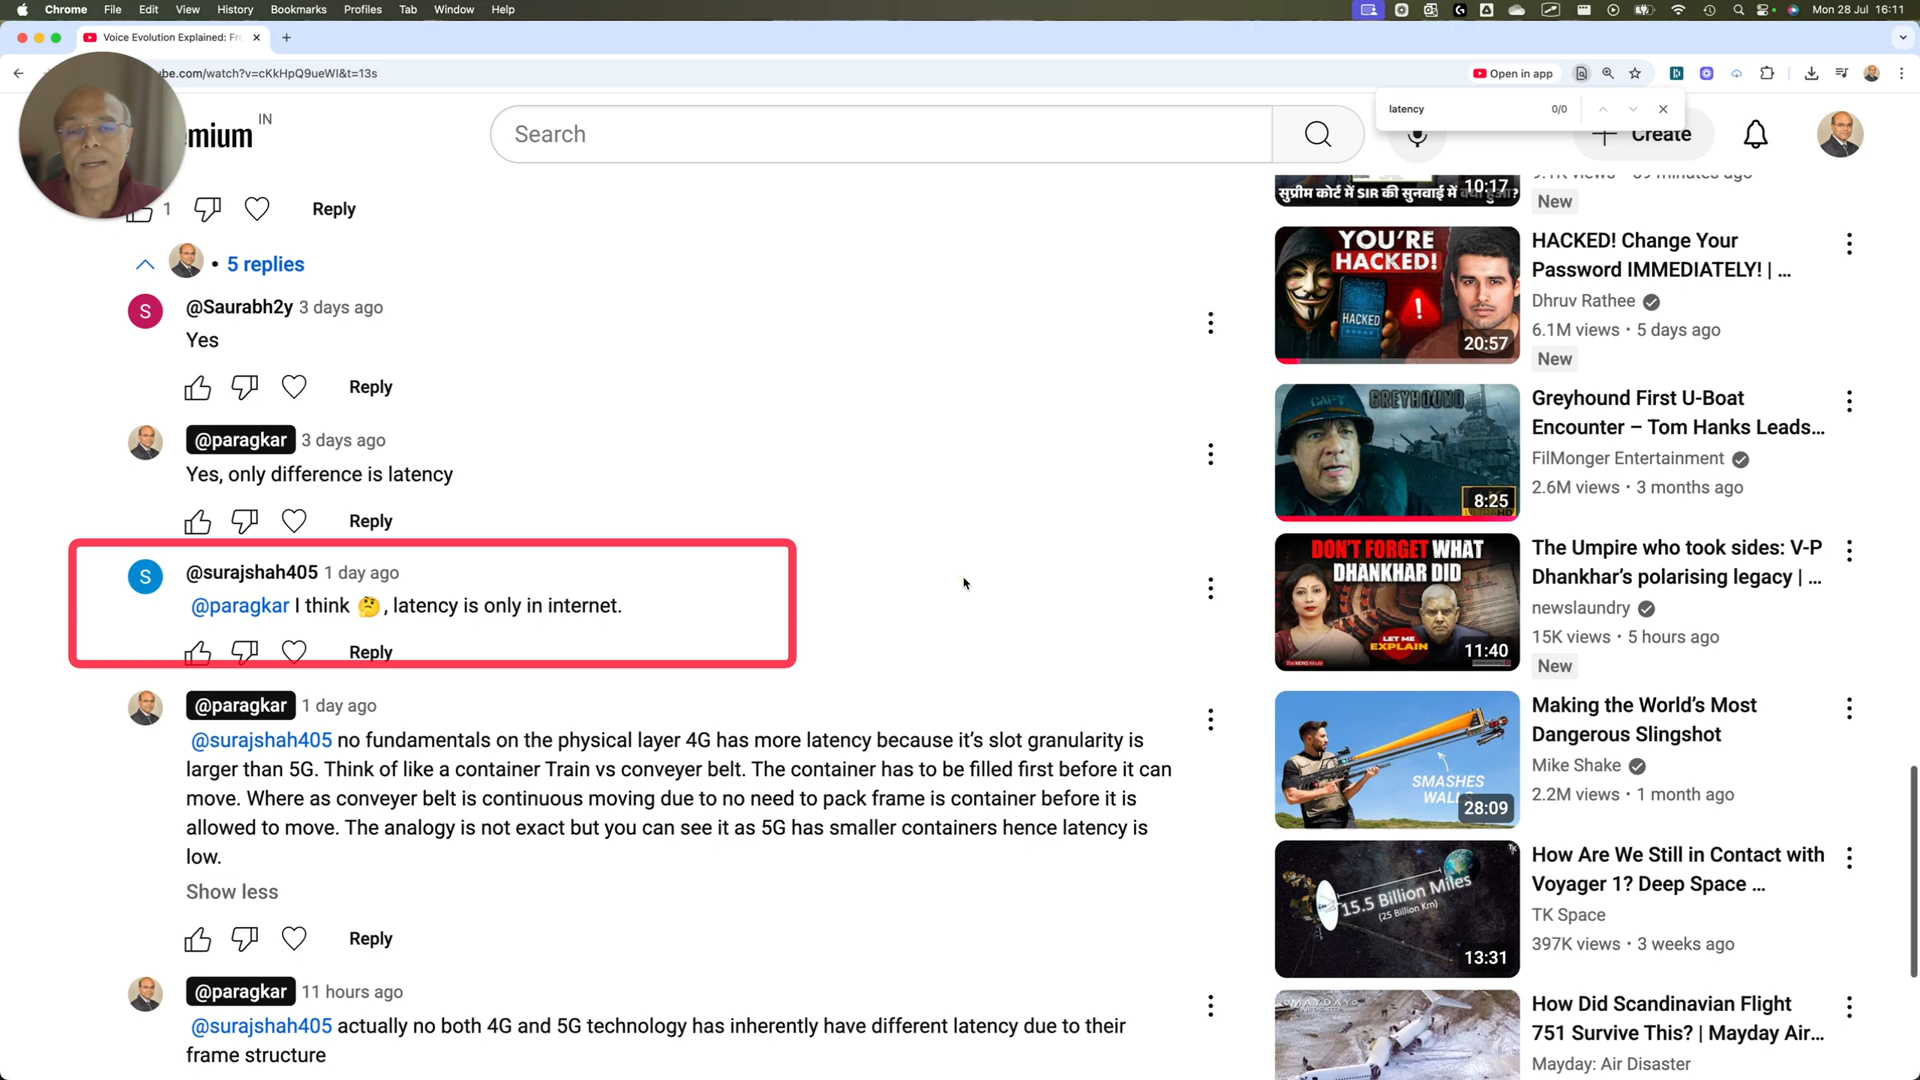 Chrome File Edit View History Bookmarks Profiles Tab Window Help Mon 28 Jul 16:11
Voice Evolution Explained: Fr
be.com/watch?v=cKkHpQ9ueWI&t=13s
Open in app
latency 0/0
emium IN
Search
Create
1 Reply
• 5 replies
@Saurabh2y 3 days ago
Yes
Reply
@paragkar 3 days ago
Yes, only difference is latency
Reply
S @surajshah405 1 day ago
@paragkar I think 🤔, latency is only in internet.
Reply
@paragkar 1 day ago
@surajshah405 no fundamentals on the physical layer 4G has more latency because it's slot granularity is
larger than 5G. Think of like a container Train vs conveyer belt. The container has to be filled first before it can
move. Where as conveyer belt is continuous moving due to no need to pack frame is container before it is
allowed to move. The analogy is not exact but you can see it as 5G has smaller containers hence latency is
low.
Show less
Reply
@paragkar 11 hours ago
@surajshah405 actually no both 4G and 5G technology has inherently have different latency due to their
frame structure
10:17
सुप्रीम कोर्ट में SIR की सुनवाई में क्या हुआ?
New
YOU'RE
HACKED!
HACKED
20:57
HACKED! Change Your
Password IMMEDIATELY! | ...
Dhruv Rathee
6.1M views • 5 days ago
New
CAPT
GREYHOUND
8:25
Greyhound First U-Boat
Encounter – Tom Hanks Leads...
FilMonger Entertainment
2.6M views • 3 months ago
DON'T FORGET WHAT
DHANKHAR DID
LET ME
EXPLAIN
11:40
The Umpire who took sides: V-P
Dhankhar's polarising legacy | ...
newslaundry
15K views • 5 hours ago
New
SMASHES
WALLS
28:09
Making the World's Most
Dangerous Slingshot
Mike Shake
2.2M views • 1 month ago
TK
15.5 Billion Miles
(25 Billion Km)
13:31
How Are We Still in Contact with
Voyager 1? Deep Space ...
TK Space
397K views • 3 weeks ago
MAYDAY
AIR DISASTER
How Did Scandinavian Flight
751 Survive This? | Mayday Air...
Mayday: Air Disaster